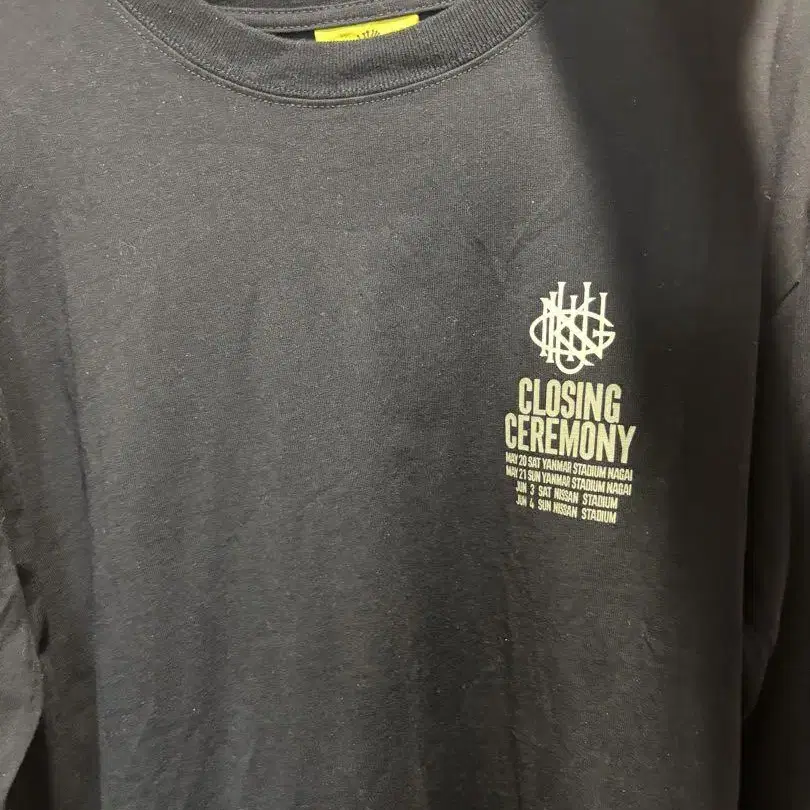 CLOSING
CEREMONY
MAY 20 SAT YANMAR STADIUM NAGAI
MAY 21 SUN YANMAR STADIUM NAGAI
JUN 3 SAT NISSAN STADIUM
JUN 4 SUN NISSAN STADIUM